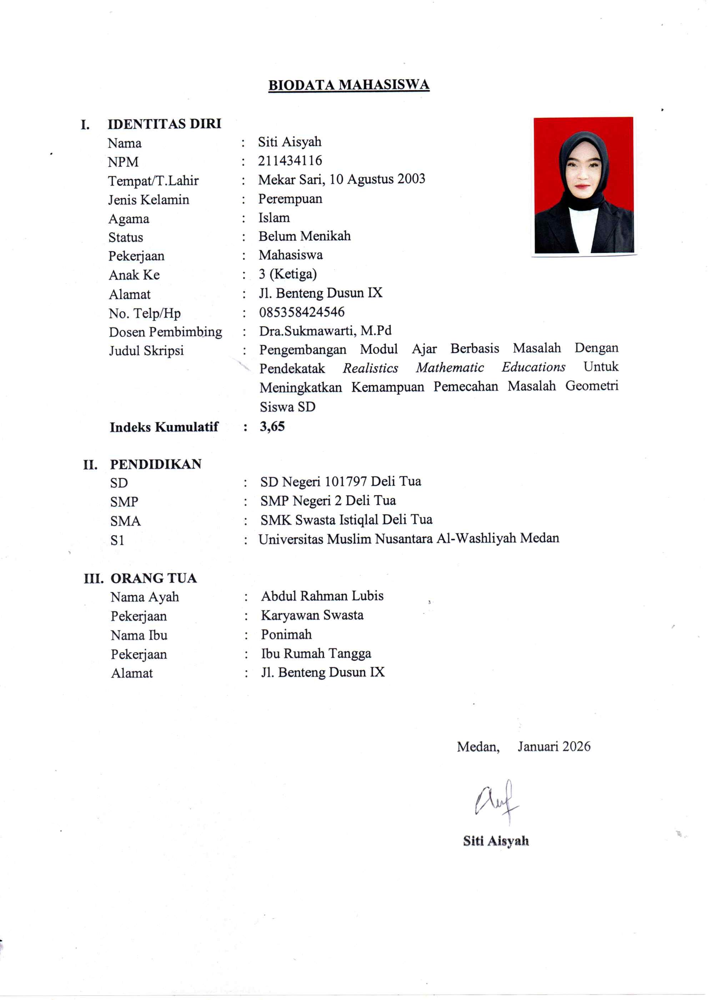 BIODATA MAHASISWA
I. IDENTITAS DIRI
Nama : Siti Aisyah
NPM : 211434116
Tempat/T.Lahir : Mekar Sari, 10 Agustus 2003
Jenis Kelamin : Perempuan
Agama : Islam
Status : Belum Menikah
Pekerjaan : Mahasiswa
Anak Ke : 3 (Ketiga)
Alamat : Jl. Benteng Dusun IX
No. Telp/Hp : 085358424546
Dosen Pembimbing : Dra.Sukmawarti, M.Pd
Judul Skripsi : Pengembangan Modul Ajar Berbasis Masalah Dengan
Pendekatak Realistics Mathematic Educations Untuk
Meningkatkan Kemampuan Pemecahan Masalah Geometri
Siswa SD
Indeks Kumulatif : 3,65
II. PENDIDIKAN
SD : SD Negeri 101797 Deli Tua
SMP : SMP Negeri 2 Deli Tua
SMA : SMK Swasta Istiqlal Deli Tua
S1 : Universitas Muslim Nusantara Al-Washliyah Medan
III. ORANG TUA
Nama Ayah : Abdul Rahman Lubis
Pekerjaan : Karyawan Swasta
Nama Ibu : Ponimah
Pekerjaan : Ibu Rumah Tangga
Alamat : Jl. Benteng Dusun IX
Medan, Januari 2026
Siti Aisyah